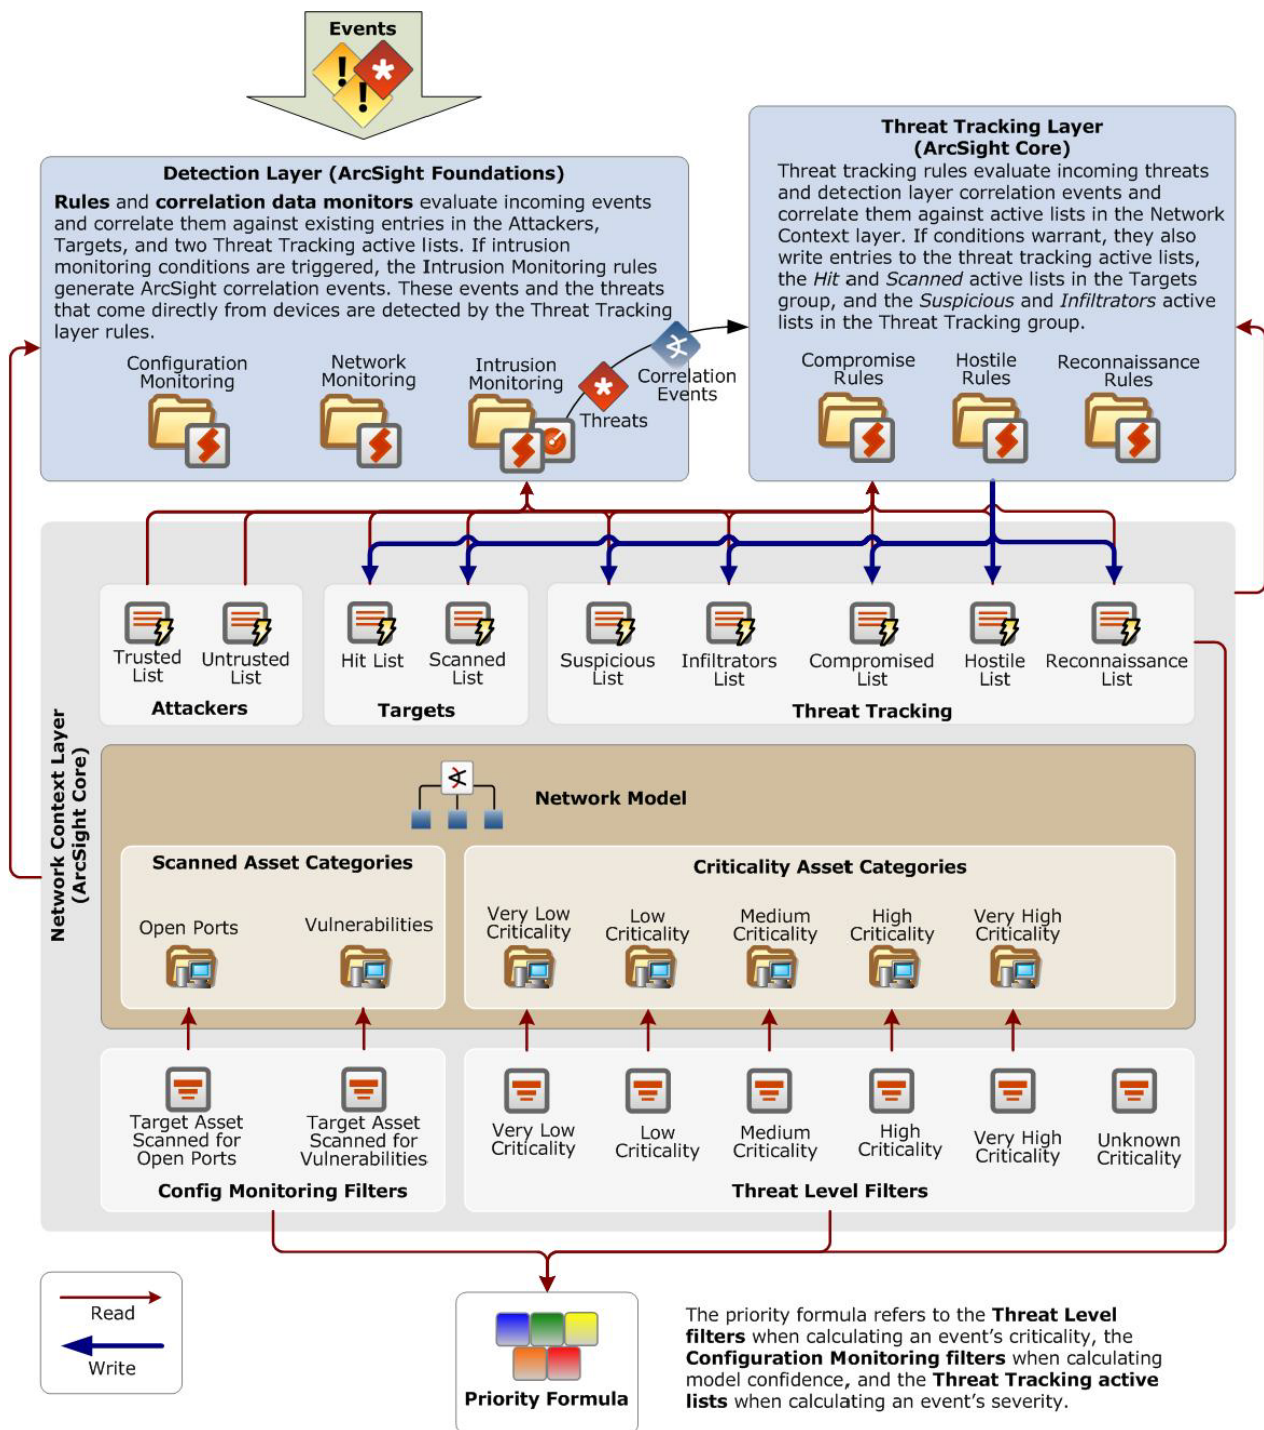 Events
Detection Layer (ArcSight Foundations)
Rules and correlation data monitors evaluate incoming events
and correlate them against existing entries in the Attackers,
Targets, and two Threat Tracking active lists. If intrusion
monitoring conditions are triggered, the Intrusion Monitoring rules
generate ArcSight correlation events. These events and the threats
that come directly from devices are detected by the Threat Tracking
layer rules.
Configuration
Monitoring
Network
Monitoring
Intrusion
Monitoring
Threats
Correlation
Events
Threat Tracking Layer
(ArcSight Core)
Threat tracking rules evaluate incoming threats
and detection layer correlation events and
correlate them against active lists in the Network
Context layer. If conditions warrant, they also
write entries to the threat tracking active lists,
the Hit and Scanned active lists in the Targets
group, and the Suspicious and Infiltrators active
lists in the Threat Tracking group.
Compromise
Rules
Hostile
Rules
Reconnaissance
Rules
Network Context Layer
(ArcSight Core)
Trusted
List
Untrusted
List
Attackers
Hit List
Scanned
List
Targets
Suspicious
List
Infiltrators
List
Compromised
List
Hostile
List
Reconnaissance
List
Threat Tracking
Network Model
Scanned Asset Categories
Open Ports
Vulnerabilities
Criticality Asset Categories
Very Low
Criticality
Low
Criticality
Medium
Criticality
High
Criticality
Very High
Criticality
Target Asset
Scanned for
Open Ports
Target Asset
Scanned for
Vulnerabilities
Config Monitoring Filters
Very Low
Criticality
Low
Criticality
Medium
Criticality
High
Criticality
Very High
Criticality
Unknown
Criticality
Threat Level Filters
Read
Write
Priority Formula
The priority formula refers to the Threat Level
filters when calculating an event's criticality, the
Configuration Monitoring filters when calculating
model confidence, and the Threat Tracking active
lists when calculating an event's severity.